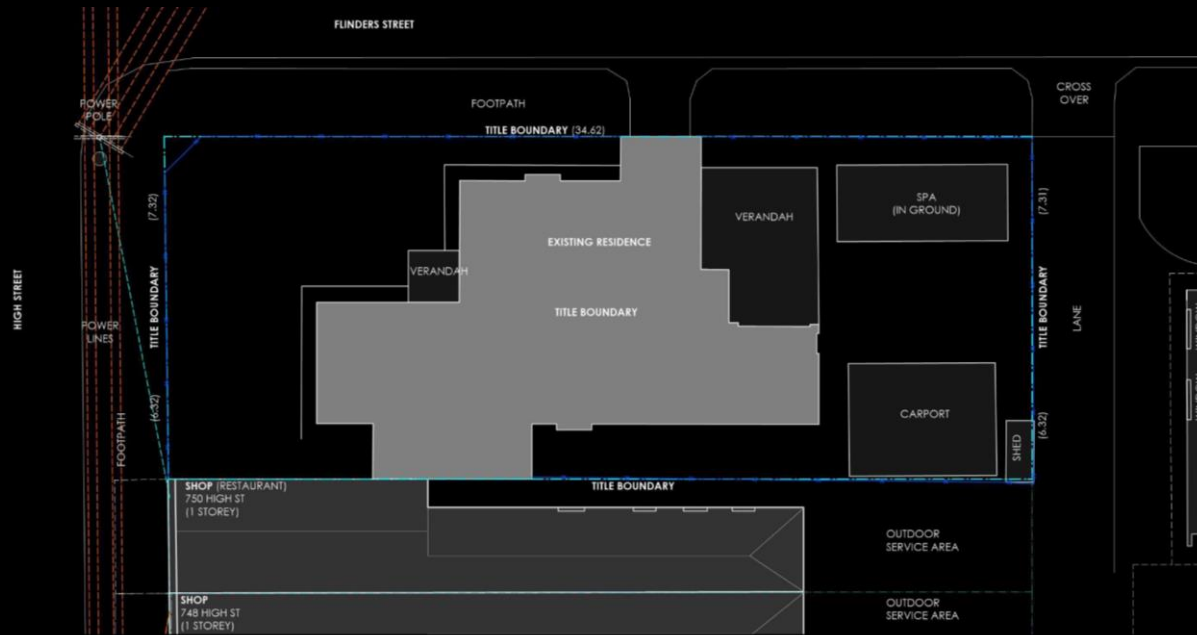 FLINDERS STREET
POWER
POLE
FOOTPATH
CROSS
OVER
TITLE BOUNDARY (34.62)
(7.32)
(7.31)
SPA
(IN GROUND)
VERANDAH
EXISTING RESIDENCE
VERANDAH
HIGH STREET
TITLE BOUNDARY
TITLE BOUNDARY
TITLE BOUNDARY
LANE
POWER
LINES
(6.32)
(6.32)
FOOTPATH
CARPORT
SHED
SHOP (RESTAURANT)
750 HIGH ST
(1 STOREY)
TITLE BOUNDARY
OUTDOOR
SERVICE AREA
SHOP
748 HIGH ST
(1 STOREY)
OUTDOOR
SERVICE AREA